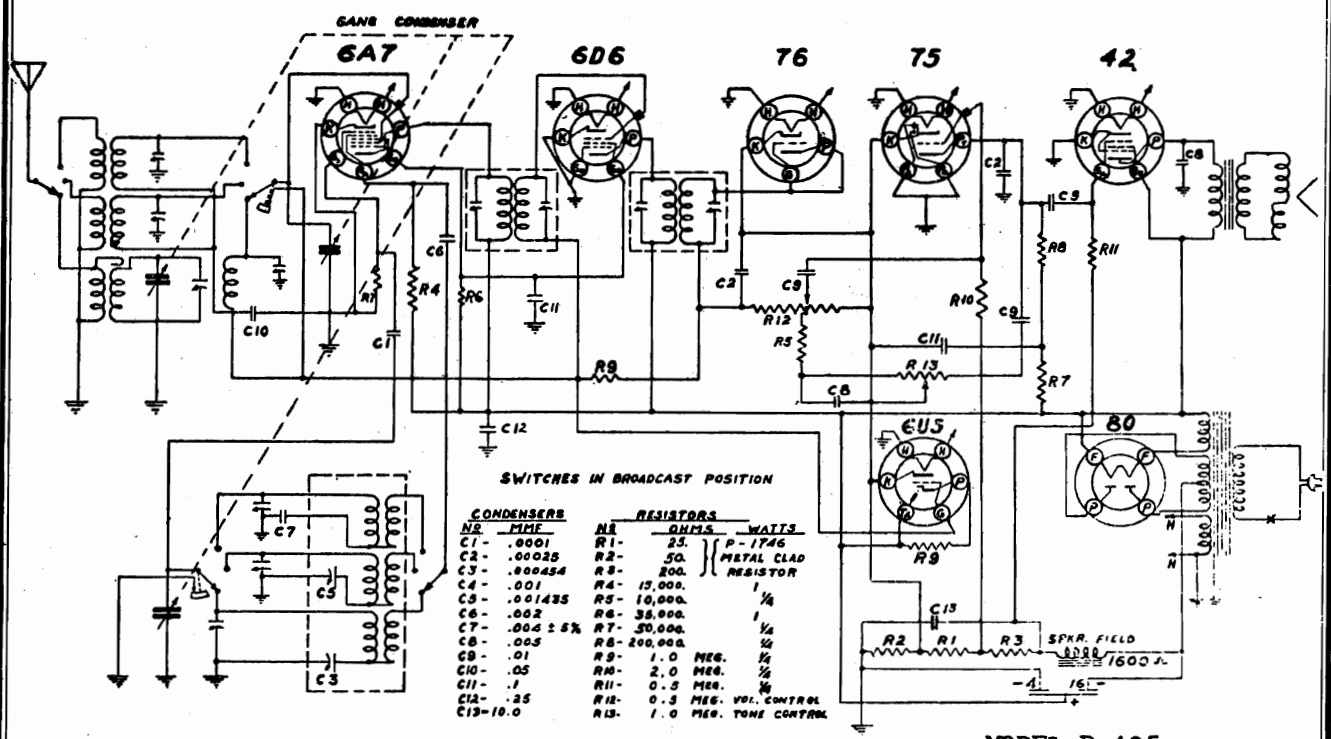 GANG CONDENSER
6A7
6D6
76
75
42
H H H H H H H H H H
K P K P K K P
G G G
C2
C8
C9
C6
R8
R11
R1
R4
R6
C11
C2
C9
R10
C9
R12
C10
C1
R5
C11
R9
R13
R7
C8
C12
6U5
80
H H
K P
G
F F
P P
H
H
R9
SWITCHES IN BROADCAST POSITION
CONDENSERS RESISTORS
NO MMF NO OHMS WATTS
C1 - .0001 R1- 25. P-1746
C2 - .00025 R2- 50. METAL CLAD
C3 - .000454 R3- 200. RESISTOR
C4 - .001 R4- 15,000. 1
C5 - .001435 R5- 10,000. ¼
C6 - .002 R6- 35,000. 1
C7 - .004 ± 5% R7- 50,000. ¼
C8 - .005 R8- 200,000. ¼
C9 - .01 R9- 1.0 MEG. ¼
C10- .05 R10- 2.0 MEG. ¼
C11- .1 R11- 0.5 MEG. ¼
C12- .25 R12- 0.5 MEG. VOL. CONTROL
C13-10.0 R13- 1.0 MEG. TONE CONTROL
C7
C5
C3
C13
R2 R1 R3 SPKR. FIELD
1600 Ω
-4 16-
+